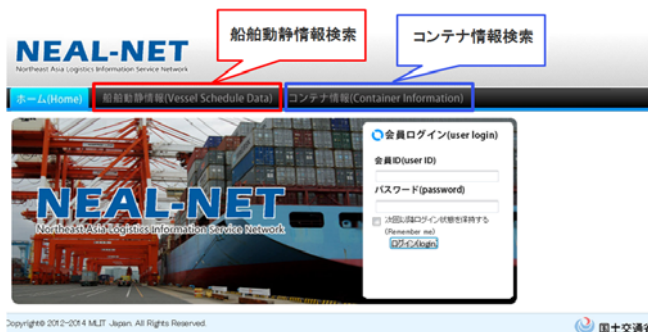 船舶動静情報検索
コンテナ情報検索
NEAL-NET
Northeast Asia Logistics Information Service Network
ホーム(Home)
船舶動静情報(Vessel Schedule Data)
コンテナ情報(Container Information)
NEAL-NET
Northeast Asia Logistics Information Service Network
会員ログイン(user login)
会員ID(user ID)
パスワード(password)
次回以降ログイン状態を保持する
(Remember me)
ログイン(login)
Copyright© 2012-2014 MLIT Japan. All Rights Reserved.
国土交通省